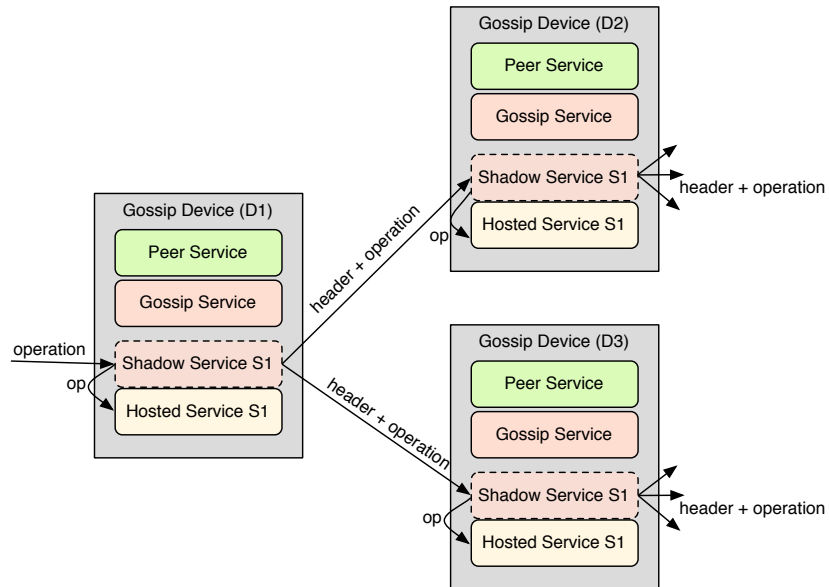 Gossip Device (D2)
Peer Service
Gossip Service
Shadow Service S1
header + operation
op
Hosted Service S1
Gossip Device (D1)
Peer Service
Gossip Service
operation
Shadow Service S1
op
Hosted Service S1
header + operation
header + operation
Gossip Device (D3)
Peer Service
Gossip Service
Shadow Service S1
header + operation
op
Hosted Service S1